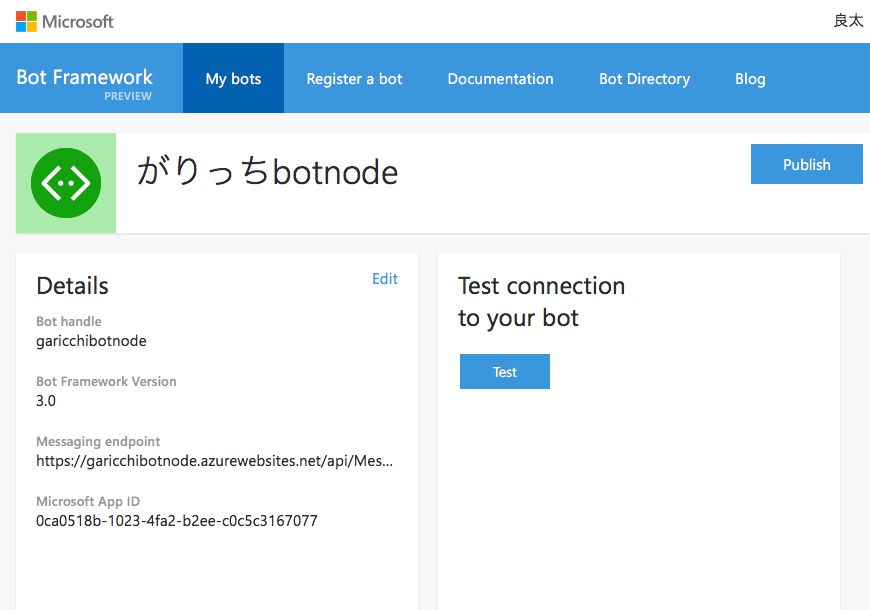 Microsoft
良太
Bot Framework
PREVIEW
My bots
Register a bot
Documentation
Bot Directory
Blog
がりっちbotnode
Publish
Details
Edit
Bot handle
garicchibotnode
Bot Framework Version
3.0
Messaging endpoint
https://garicchibotnode.azurewebsites.net/api/Mes...
Microsoft App ID
0ca0518b-1023-4fa2-b2ee-c0c5c3167077
Test connection
to your bot
Test